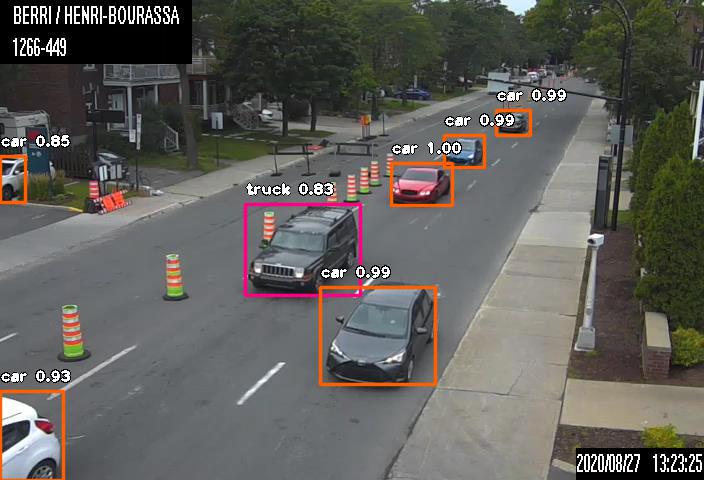 BERRI / HENRI-BOURASSA
1266-449
car 0.99
car 0.99
car 0.85
car 1.00
truck 0.83
car 0.99
car 0.93
2020/08/27 13:23:25